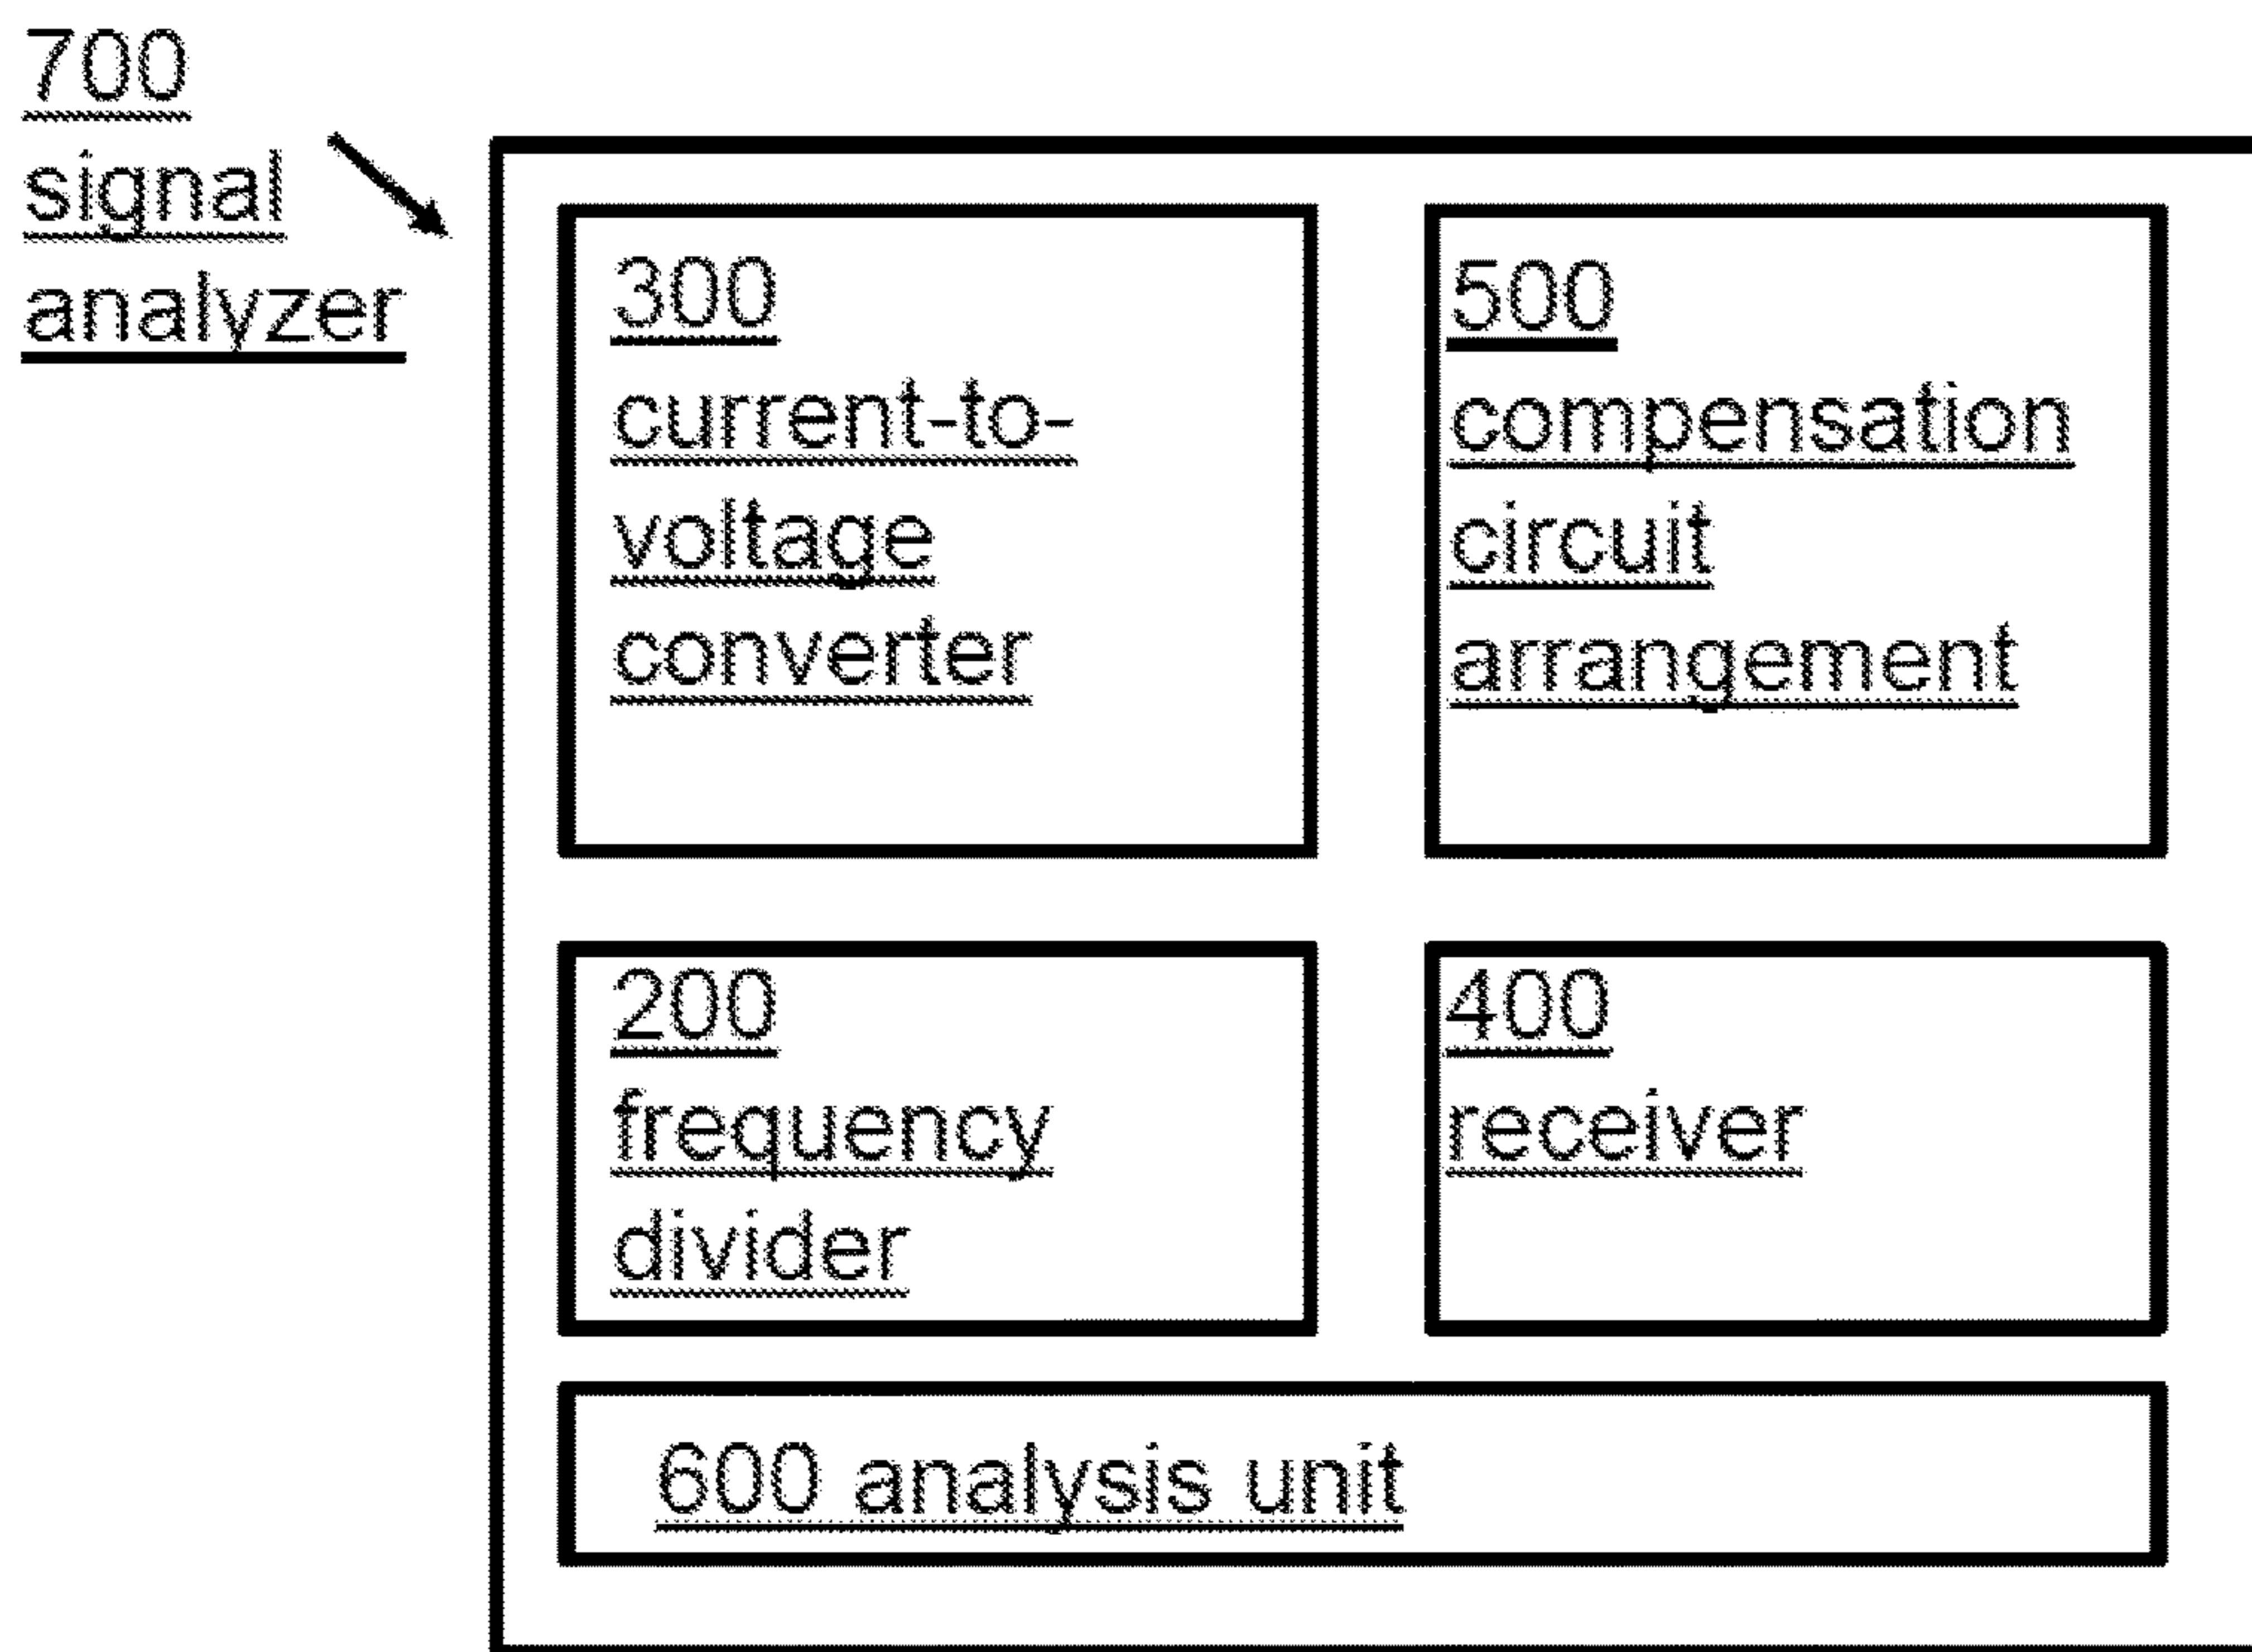 700
signal
analyzer
300
current-to-
voltage
converter
500
compensation
circuit
arrangement
200
frequency
divider
400
receiver
600 analysis unit